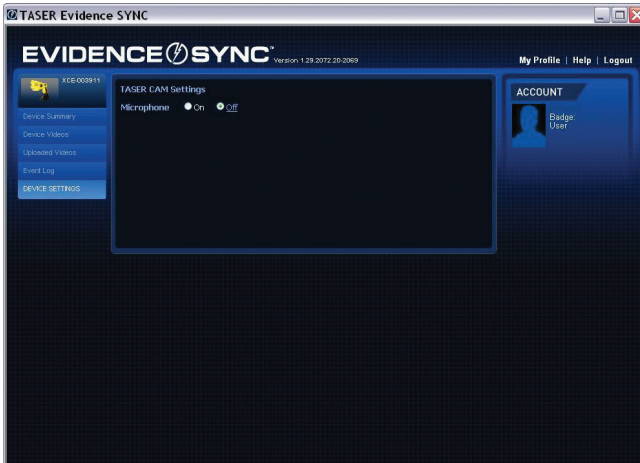 TASER Evidence SYNC
EVIDENCE SYNC™ Version 1.29.2072.20-2069
My Profile | Help | Logout
XCE-003911
Device Summary
Device Videos
Uploaded Videos
Event Log
DEVICE SETTINGS
TASER CAM Settings
Microphone On Off
ACCOUNT
Badge:
User